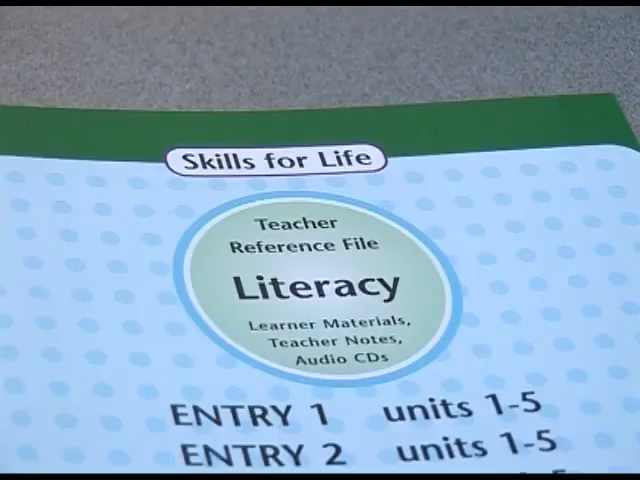 Skills for Life
Teacher
Reference File
Literacy
Learner Materials,
Teacher Notes,
Audio CDs
ENTRY 1 units 1-5
ENTRY 2 units 1-5